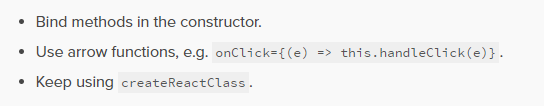 • Bind methods in the constructor.
• Use arrow functions, e.g. onClick={(e) => this.handleClick(e)}.
• Keep using createReactClass.